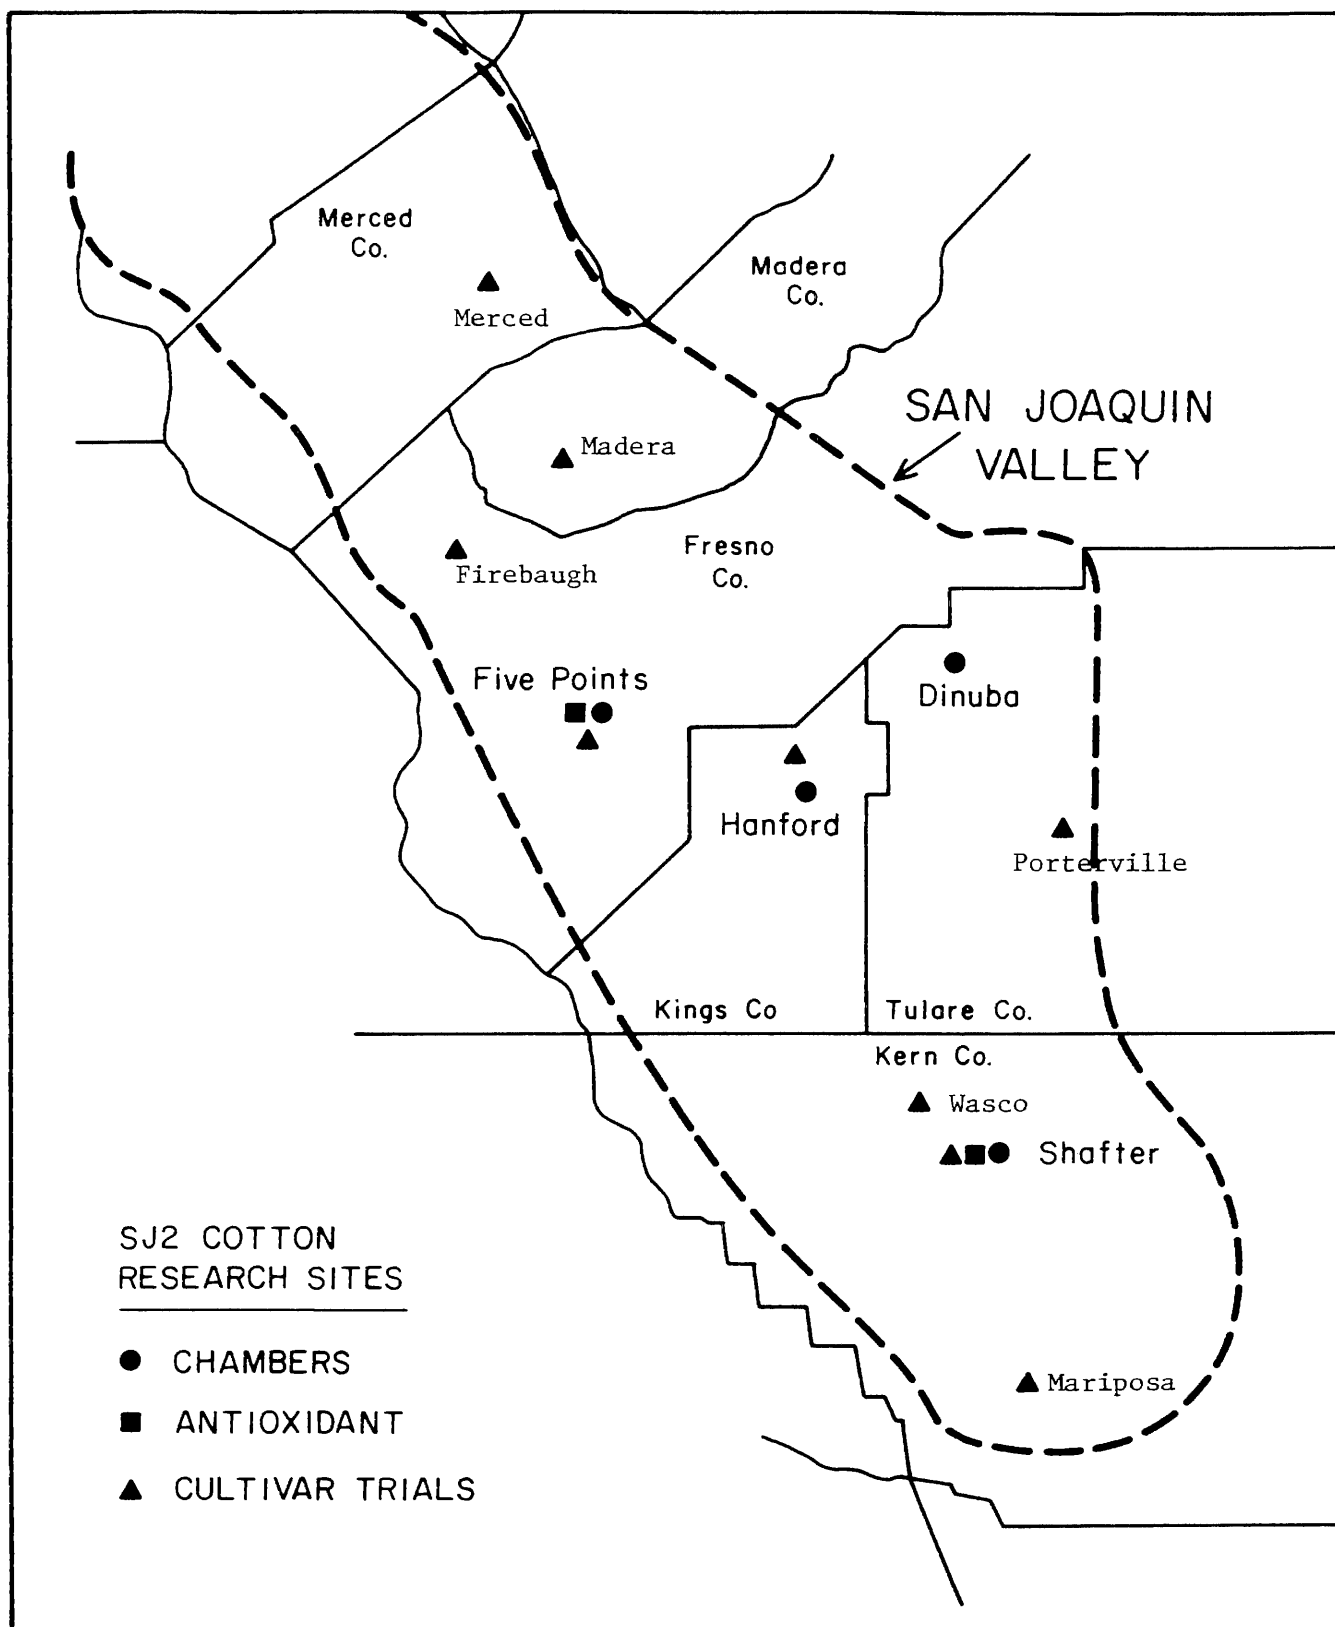 Merced
Co.
Merced
Madera
Co.
SAN JOAQUIN
VALLEY
Madera
Firebaugh
Fresno
Co.
Five Points
Dinuba
Hanford
Porterville
Kings Co
Tulare Co.
Kern Co.
Wasco
Shafter
Mariposa
SJ2 COTTON
RESEARCH SITES
CHAMBERS
ANTIOXIDANT
CULTIVAR TRIALS